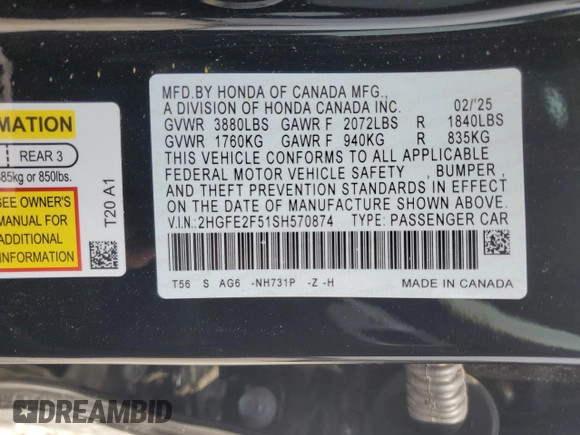 MFD.BY HONDA OF CANADA MFG.,
A DIVISION OF HONDA CANADA INC. 02/'25
GVWR 3880LBS GAWR F 2072LBS R 1840LBS
GVWR 1760KG GAWR F 940KG R 835KG
THIS VEHICLE CONFORMS TO ALL APPLICABLE
FEDERAL MOTOR VEHICLE SAFETY , BUMPER ,
AND THEFT PREVENTION STANDARDS IN EFFECT
ON THE DATE OF MANUFACTURE SHOWN ABOVE.
V.I.N:2HGFE2F51SH570874 TYPE: PASSENGER CAR
T56 S AG6 -NH731P -Z -H MADE IN CANADA
MATION
REAR 3
385kg or 850lbs.
SEE OWNER'S
MANUAL FOR
ADDITIONAL
INFORMATION
T20 A1
DREAMBID